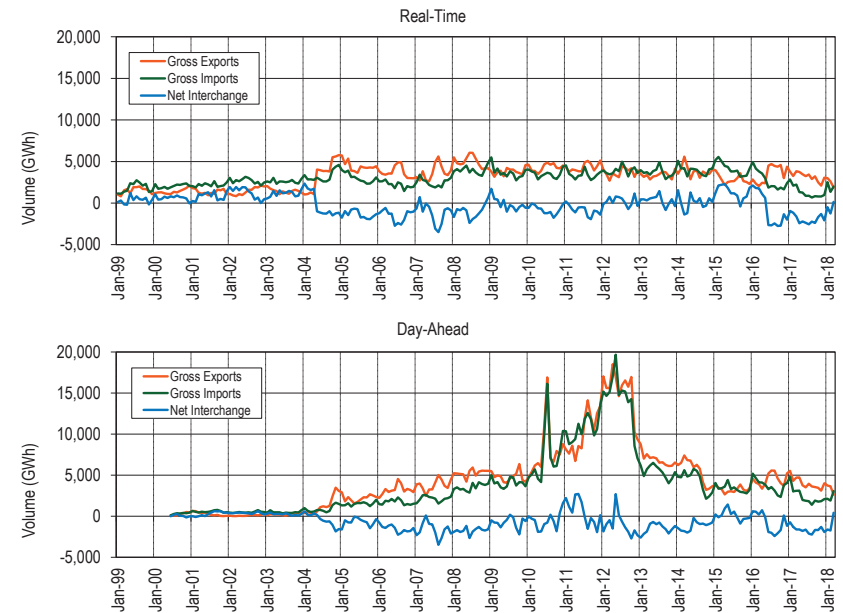 Real-Time
20,000
15,000
10,000
5,000
0
-5,000
Volume (GWh)
Gross Exports
Gross Imports
Net Interchange
Jan-99
Jan-00
Jan-01
Jan-02
Jan-03
Jan-04
Jan-05
Jan-06
Jan-07
Jan-08
Jan-09
Jan-10
Jan-11
Jan-12
Jan-13
Jan-14
Jan-15
Jan-16
Jan-17
Jan-18
Day-Ahead
20,000
15,000
10,000
5,000
0
-5,000
Volume (GWh)
Gross Exports
Gross Imports
Net Interchange
Jan-99
Jan-00
Jan-01
Jan-02
Jan-03
Jan-04
Jan-05
Jan-06
Jan-07
Jan-08
Jan-09
Jan-10
Jan-11
Jan-12
Jan-13
Jan-14
Jan-15
Jan-16
Jan-17
Jan-18